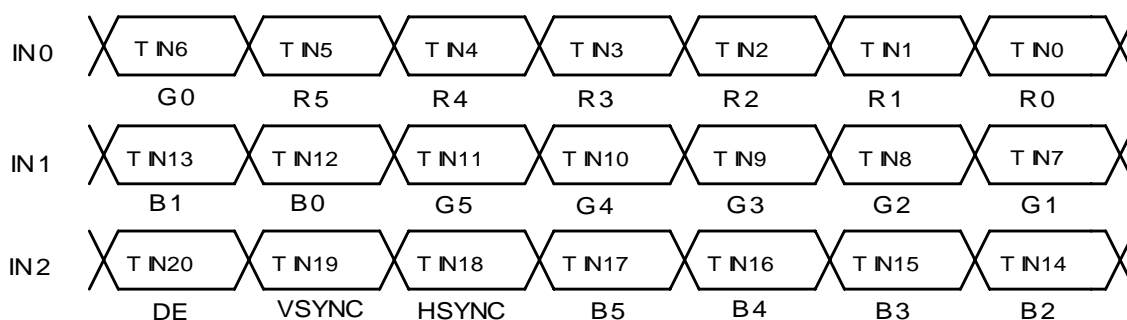 IN0 TIN6 TIN5 TIN4 TIN3 TIN2 TIN1 TIN0
G0 R5 R4 R3 R2 R1 R0
IN1 TIN13 TIN12 TIN11 TIN10 TIN9 TIN8 TIN7
B1 B0 G5 G4 G3 G2 G1
IN2 TIN20 TIN19 TIN18 TIN17 TIN16 TIN15 TIN14
DE VSYNC HSYNC B5 B4 B3 B2